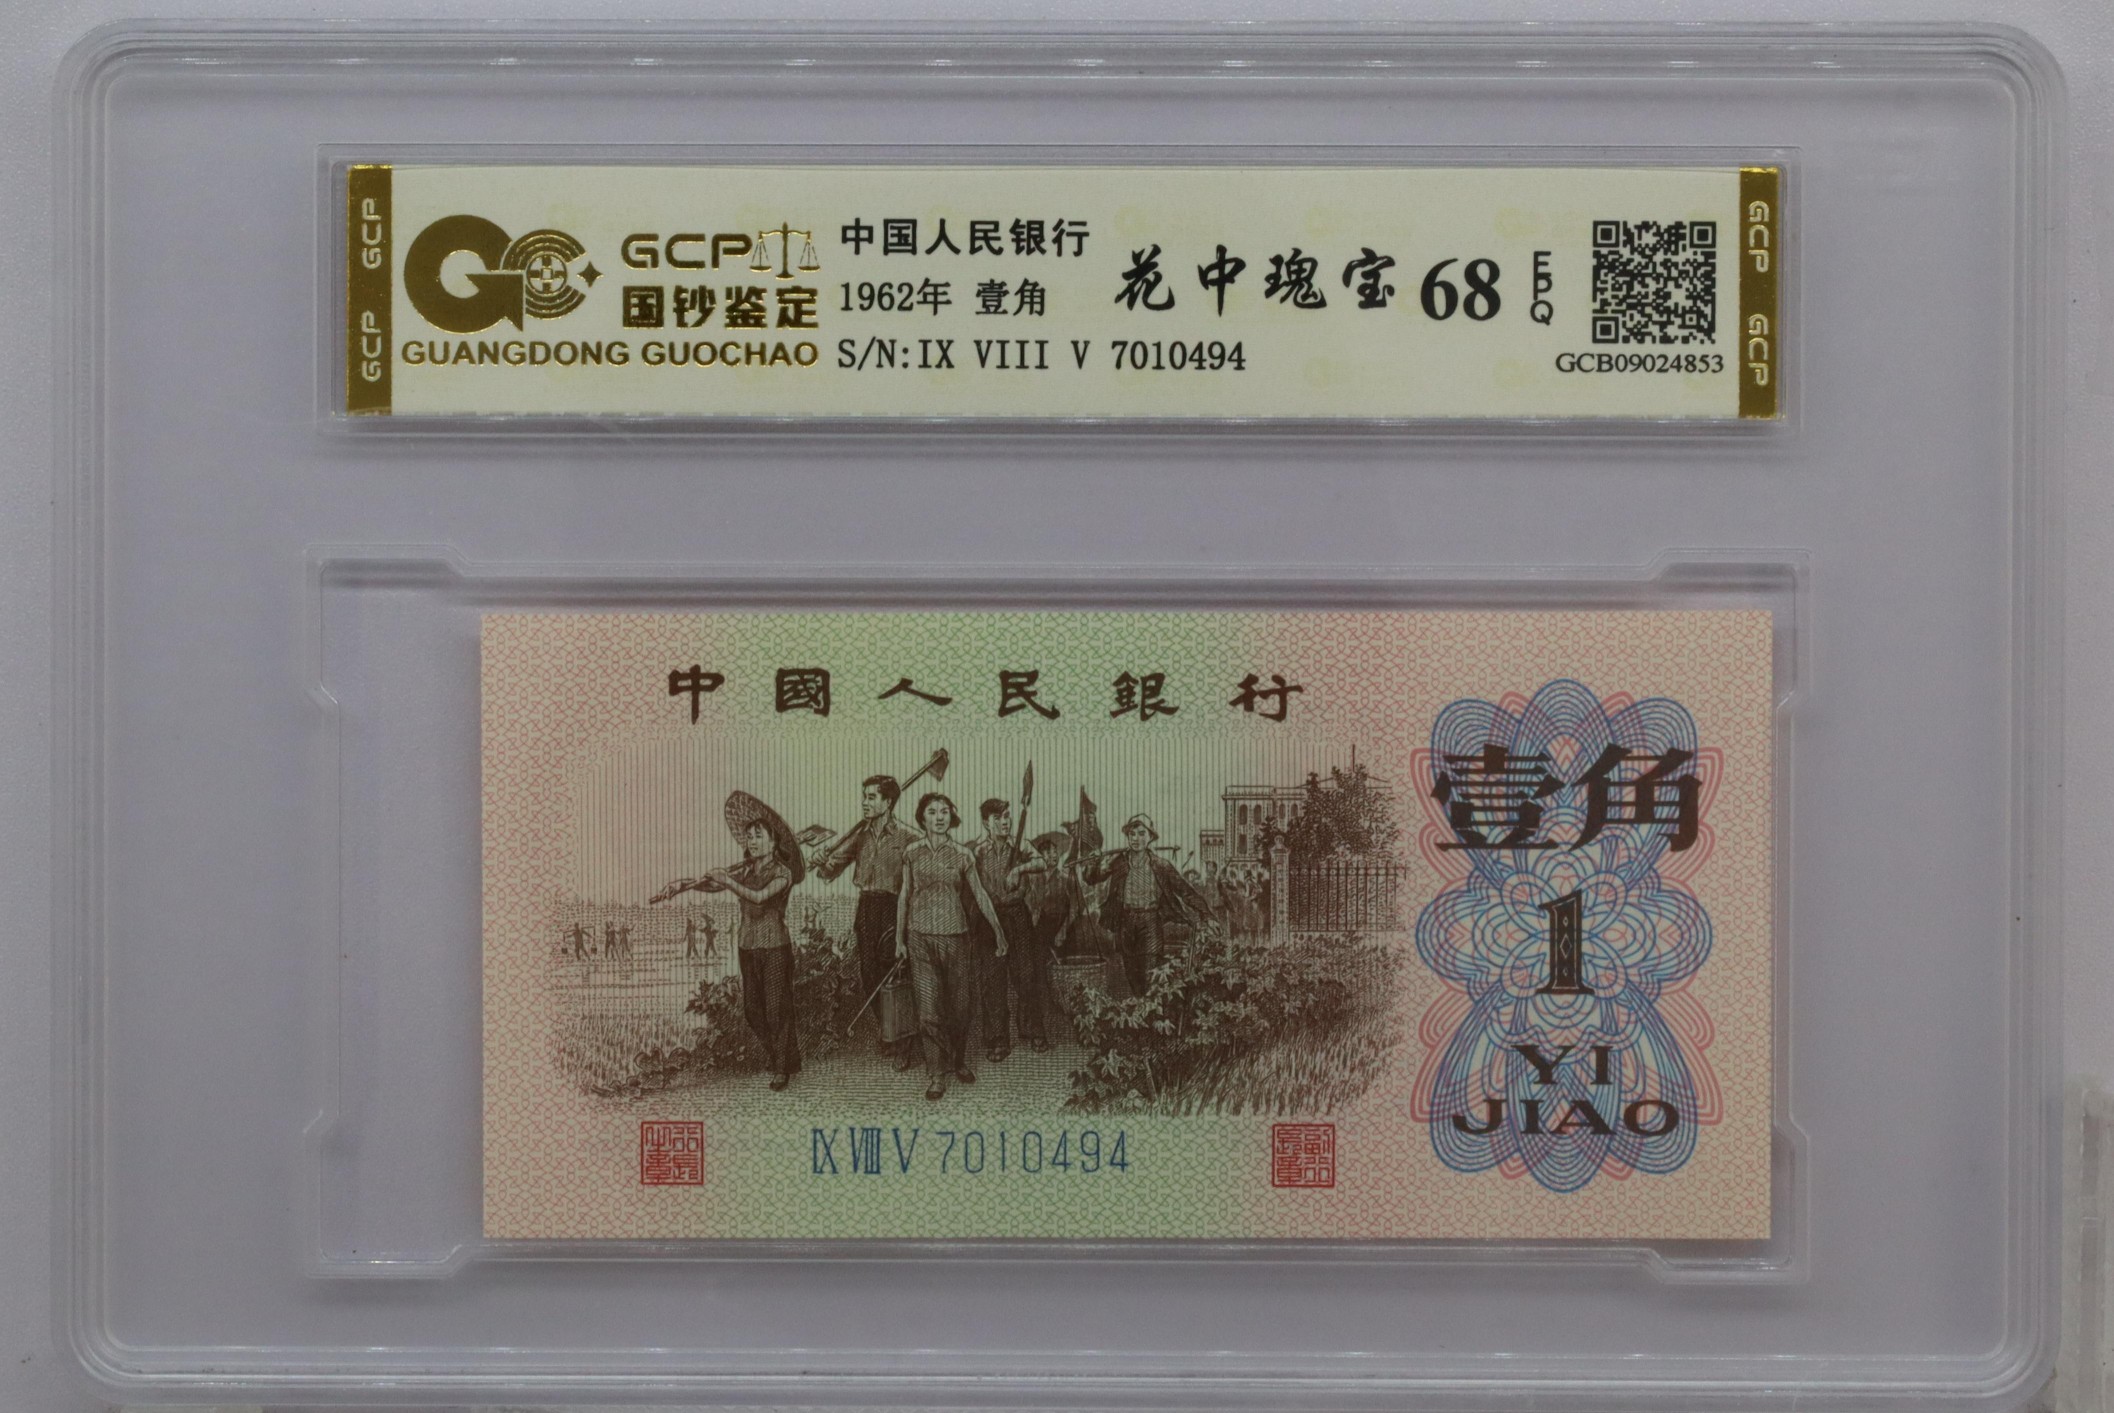 GCP GCP
GCP
国钞鉴定
GUANGDONG GUOCHAO
中国人民银行
1962年 壹角
S/N:IX VIII V 7010494
花中瑰宝 68
EPQ
GCB09024853
GCP GCP
中國人民銀行
壹角
1
YI
JIAO
IX VIII V 7010494